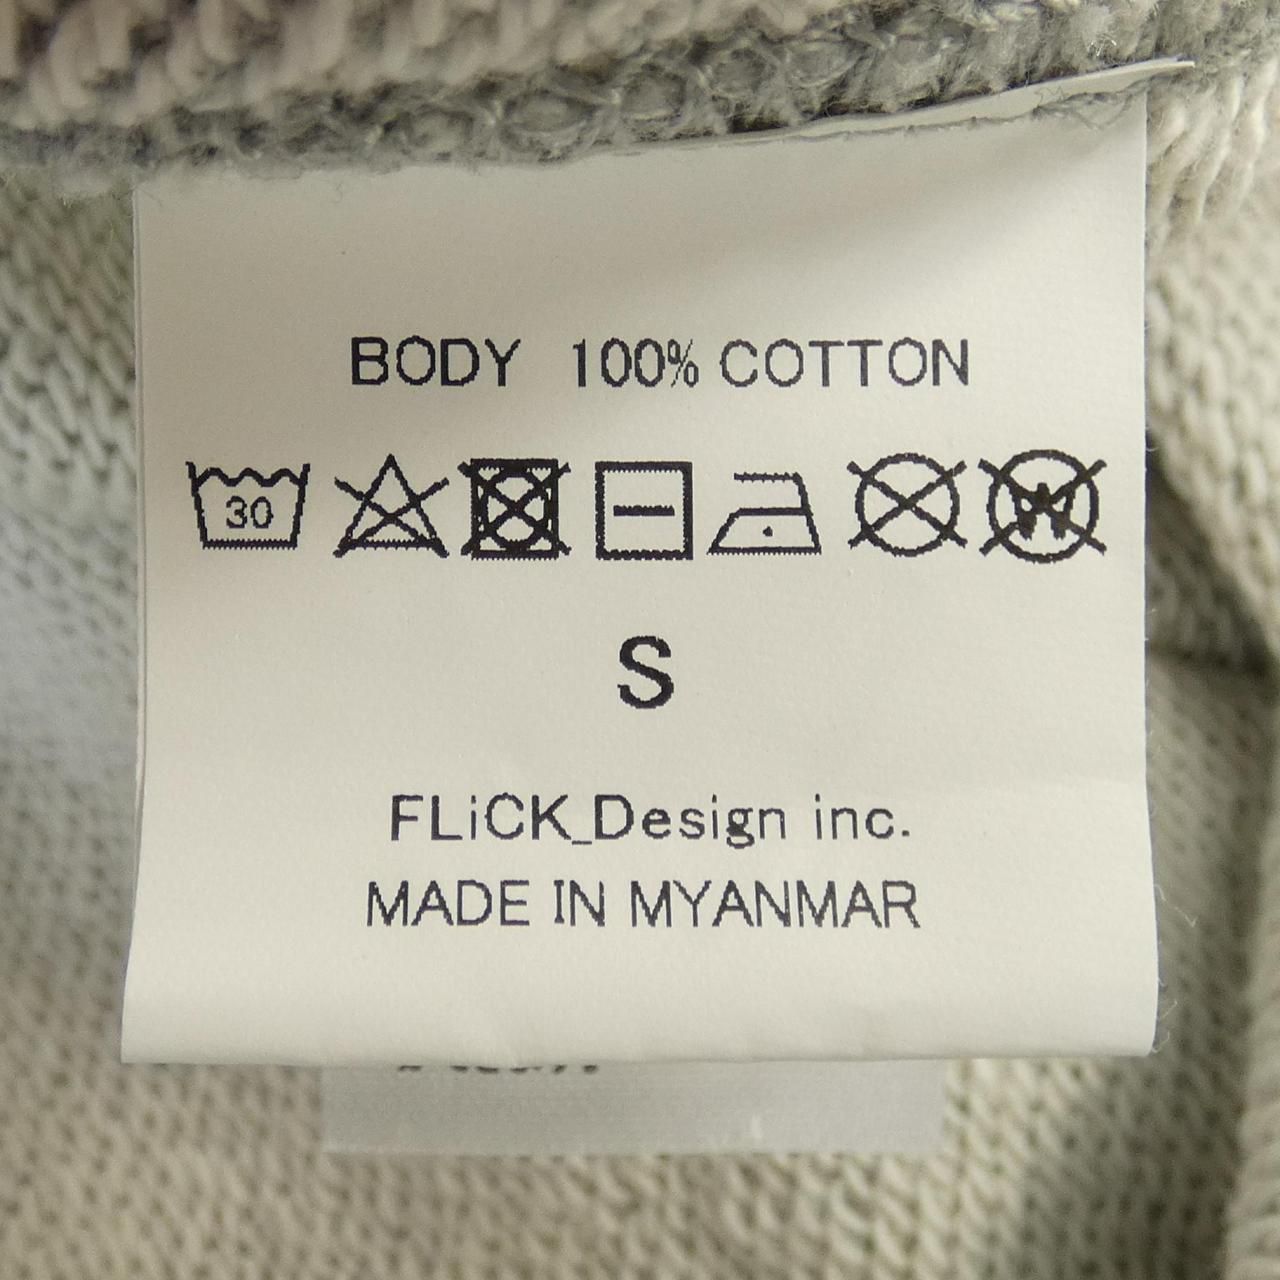 BODY 100% COTTON
30
W
S
FLiCK_Design inc.
MADE IN MYANMAR